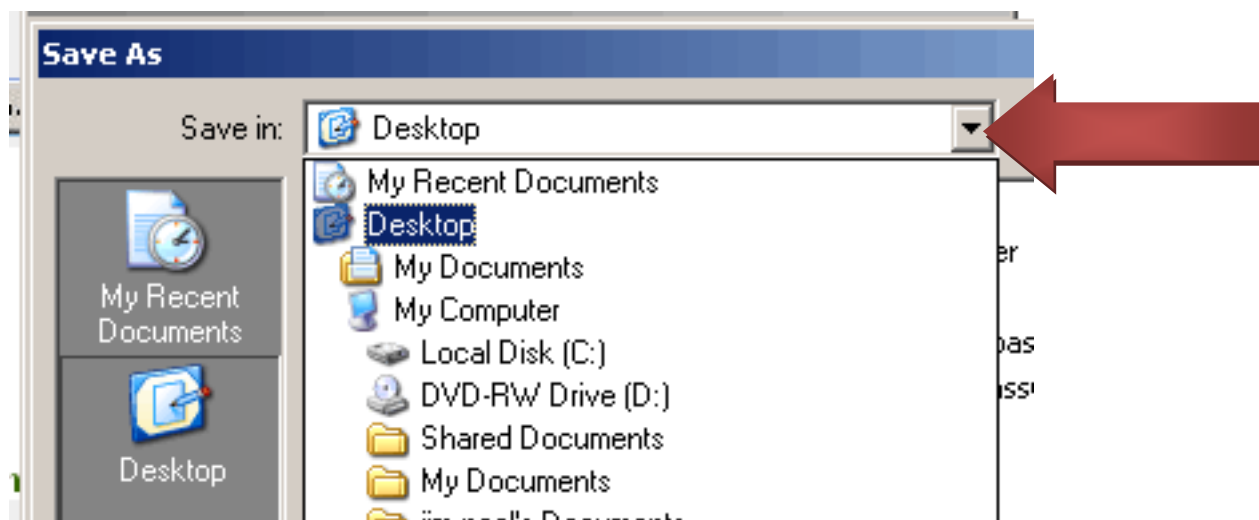 Save As
Save in:
Desktop
My Recent Documents
Desktop
My Documents
My Computer
Local Disk (C:)
DVD-RW Drive (D:)
Shared Documents
My Documents
Documents
My Recent
Documents
Desktop